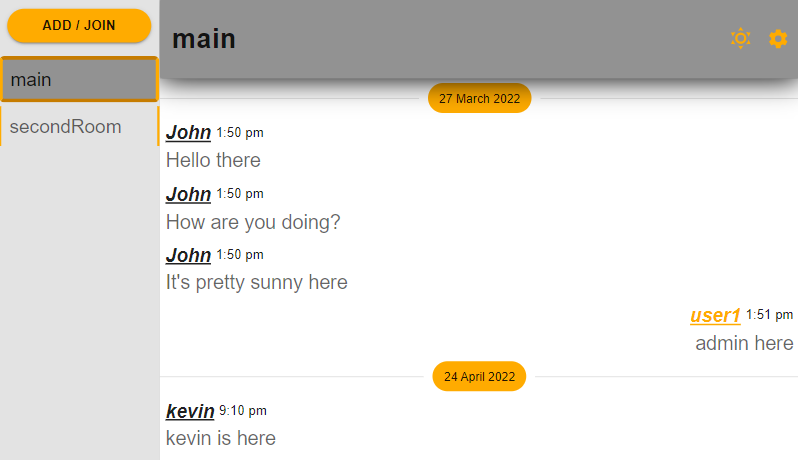 ADD / JOIN
main
secondRoom
main
27 March 2022
John 1:50 pm
Hello there
John 1:50 pm
How are you doing?
John 1:50 pm
It's pretty sunny here
user1 1:51 pm
admin here
24 April 2022
kevin 9:10 pm
kevin is here